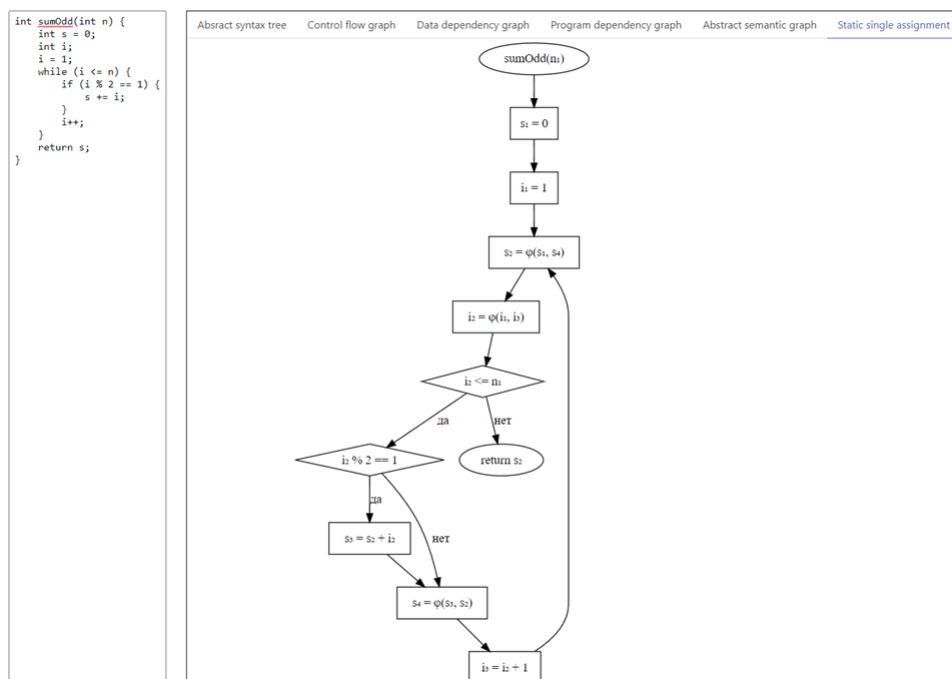 int sumOdd(int n) {
int s = 0;
int i;
i = 1;
while (i <= n) {
if (i % 2 == 1) {
s += i;
}
i++;
}
return s;
}
Absract syntax tree
Control flow graph
Data dependency graph
Program dependency graph
Abstract semantic graph
Static single assignment
sumOdd(n₁)
s₁ = 0
i₁ = 1
s₂ = φ(s₁, s₄)
i₂ = φ(i₁, i₃)
i₂ <= n₁
да
нет
i₂ % 2 == 1
return s₂
да
s₃ = s₂ + i₂
нет
s₄ = φ(s₃, s₂)
i₃ = i₂ + 1